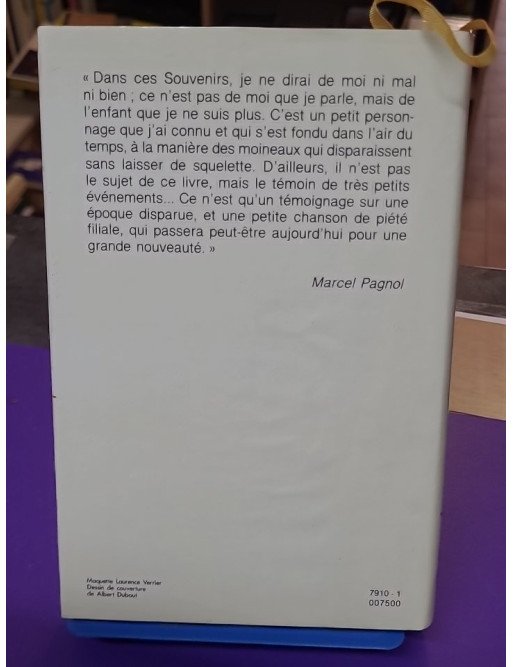 « Dans ces Souvenirs, je ne dirai de moi ni mal
ni bien ; ce n'est pas de moi que je parle, mais de
l'enfant que je ne suis plus. C'est un petit person-
nage que j'ai connu et qui s'est fondu dans l'air du
temps, à la manière des moineaux qui disparaissent
sans laisser de squelette. D'ailleurs, il n'est pas
le sujet de ce livre, mais le témoin de très petits
événements... Ce n'est qu'un témoignage sur une
époque disparue, et une petite chanson de piété
filiale, qui passera peut-être aujourd'hui pour une
grande nouveauté. »
Marcel Pagnol
Maquette Laurence Verrier
Dessin de couverture
de Albert Dubout
7910 - 1
007500